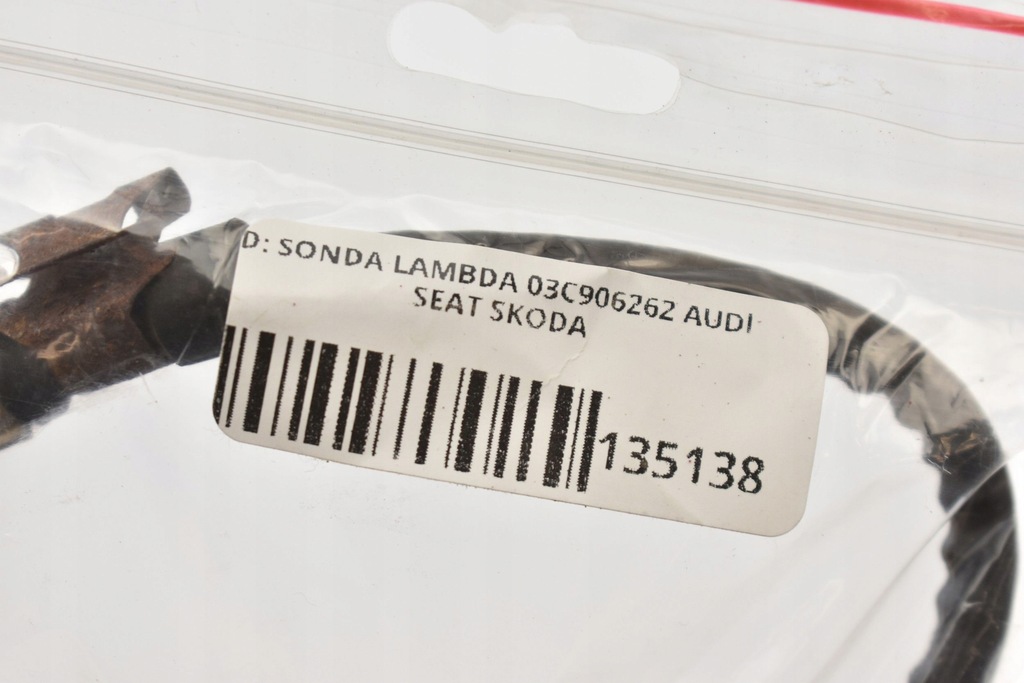 D: SONDA LAMBDA 03C906262 AUDI
SEAT SKODA
135138